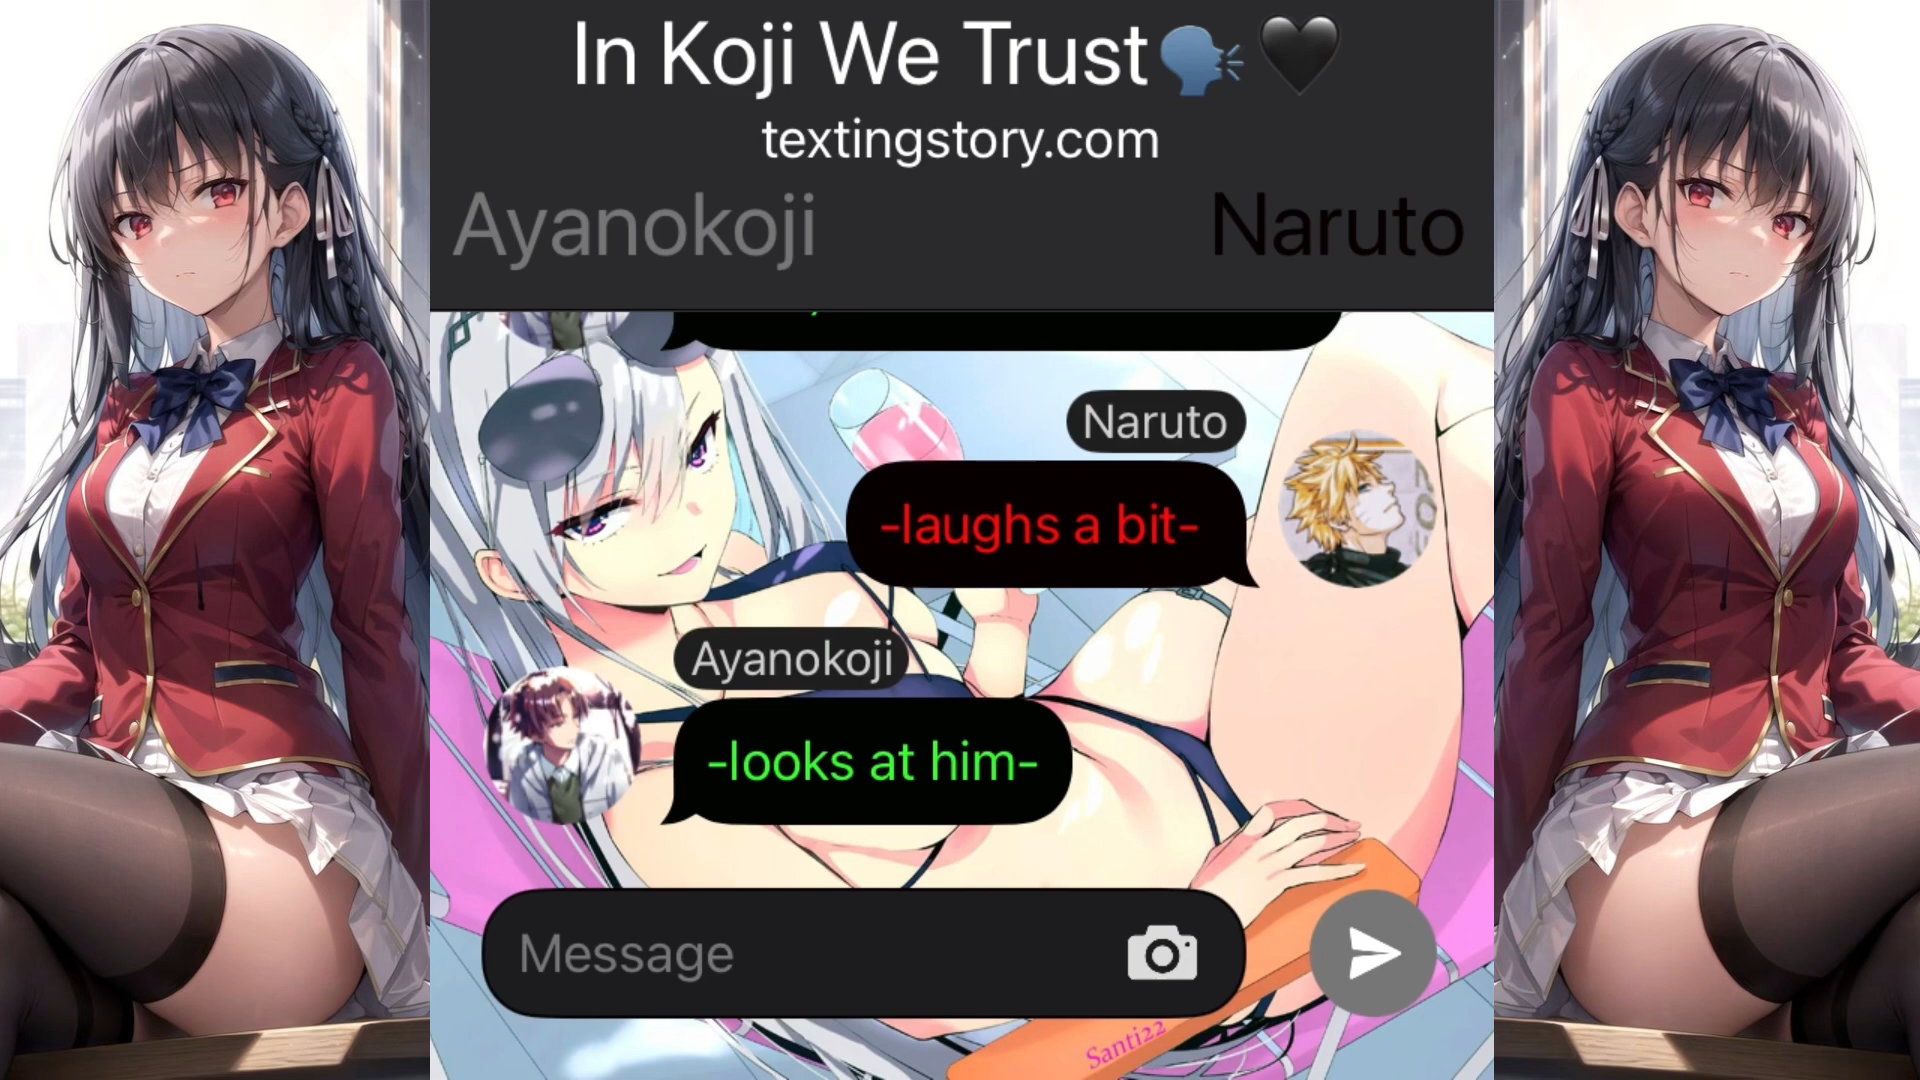 In Koji We Trust🗣️🖤
textingstory.com
Ayanokoji
Naruto
Naruto
-laughs a bit-
Ayanokoji
-looks at him-
Message
Santi22